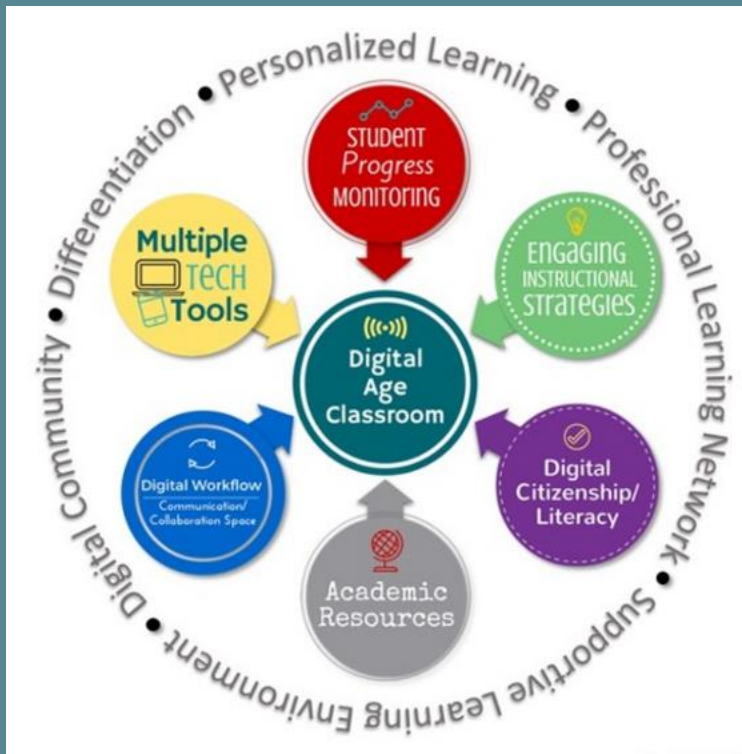 Differentiation • Personalized Learning • Professional Learning Network • Supportive Learning Environment • Digital Community •
STUDENT
Progress
MONITORING
ENGAGING
INSTRUCTIONAL
STRATEGIES
Digital
Citizenship/
Literacy
Academic
Resources
Digital Workflow
Communication/
Collaboration Space
Multiple
TECH
Tools
Digital
Age
Classroom